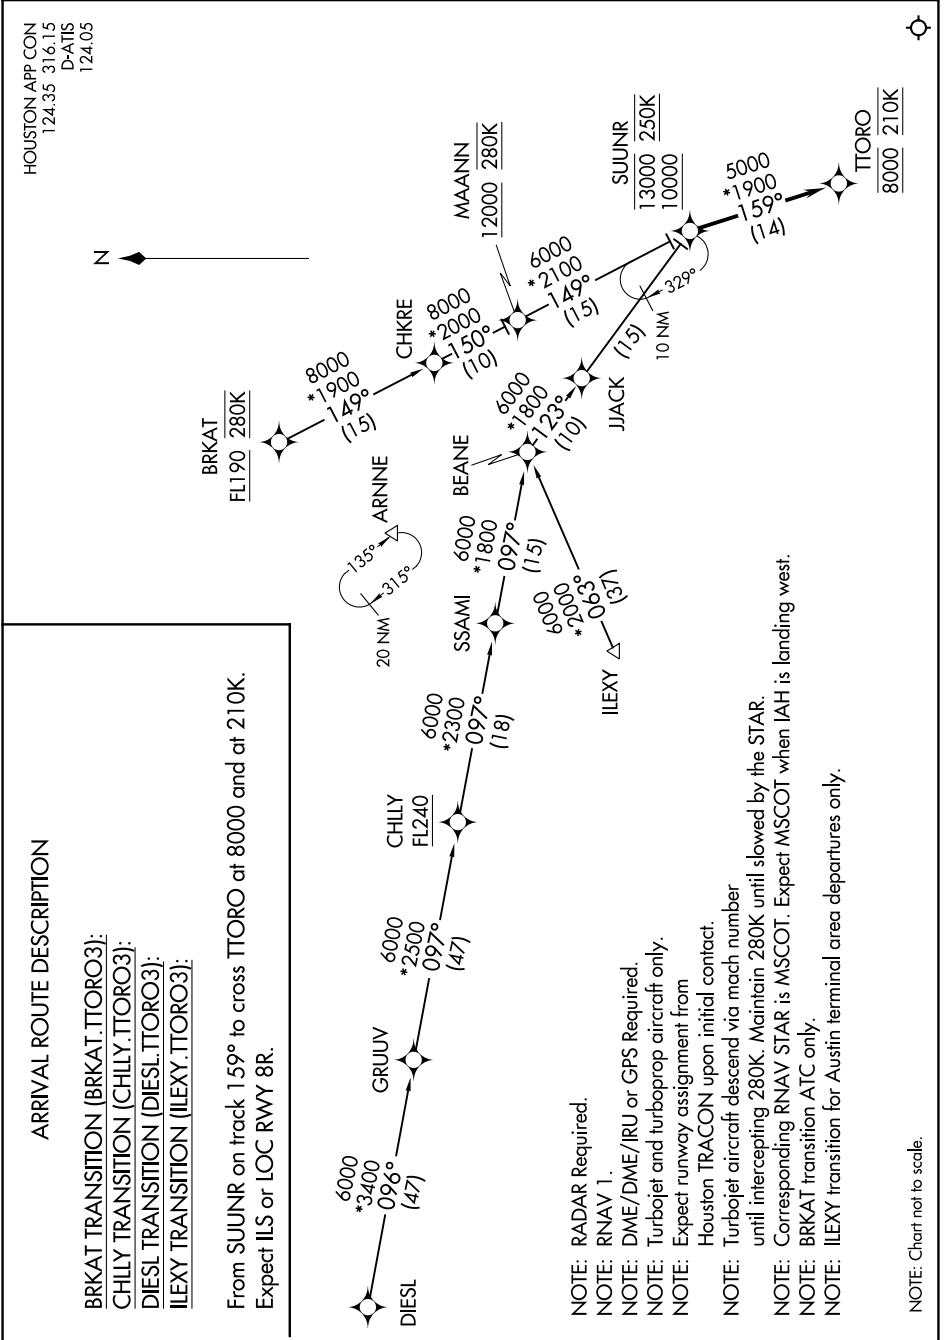 HOUSTON APP CON
124.35 316.15
D-ATIS
124.05
ARRIVAL ROUTE DESCRIPTION
BRKAT TRANSITION (BRKAT.TTORO3):
CHLLY TRANSITION (CHLLY.TTORO3):
DIESL TRANSITION (DIESL.TTORO3):
ILEXY TRANSITION (ILEXY.TTORO3):
From SUUNR on track 159° to cross TTORO at 8000 and at 210K.
Expect ILS or LOC RWY 8R.
N
BRKAT
FL190 280K
8000
*1900
149°
(15)
CHKRE
8000
*2000
150°
(10)
MAANN
12000 280K
6000
*2100
149°
(15)
SUUNR
13000 250K
10000
329°
10 NM
5000
*1900
159°
(14)
TTORO
8000 210K
ARNNE
135°
315°
20 NM
DIESL
6000
*3400
096°
(47)
GRUUV
6000
*2500
097°
(47)
CHLLY
FL240
6000
*2300
097°
(18)
SSAMI
6000
*1800
097°
(15)
BEANE
6000
*1800
123°
(10)
JJACK
(15)
ILEXY
6000
*2000
063°
(37)
NOTE: RADAR Required.
NOTE: RNAV 1.
NOTE: DME/DME/IRU or GPS Required.
NOTE: Turbojet and turboprop aircraft only.
NOTE: Expect runway assignment from
Houston TRACON upon initial contact.
NOTE: Turbojet aircraft descend via mach number
until intercepting 280K. Maintain 280K until slowed by the STAR.
NOTE: Corresponding RNAV STAR is MSCOT. Expect MSCOT when IAH is landing west.
NOTE: BRKAT transition ATC only.
NOTE: ILEXY transition for Austin terminal area departures only.
NOTE: Chart not to scale.